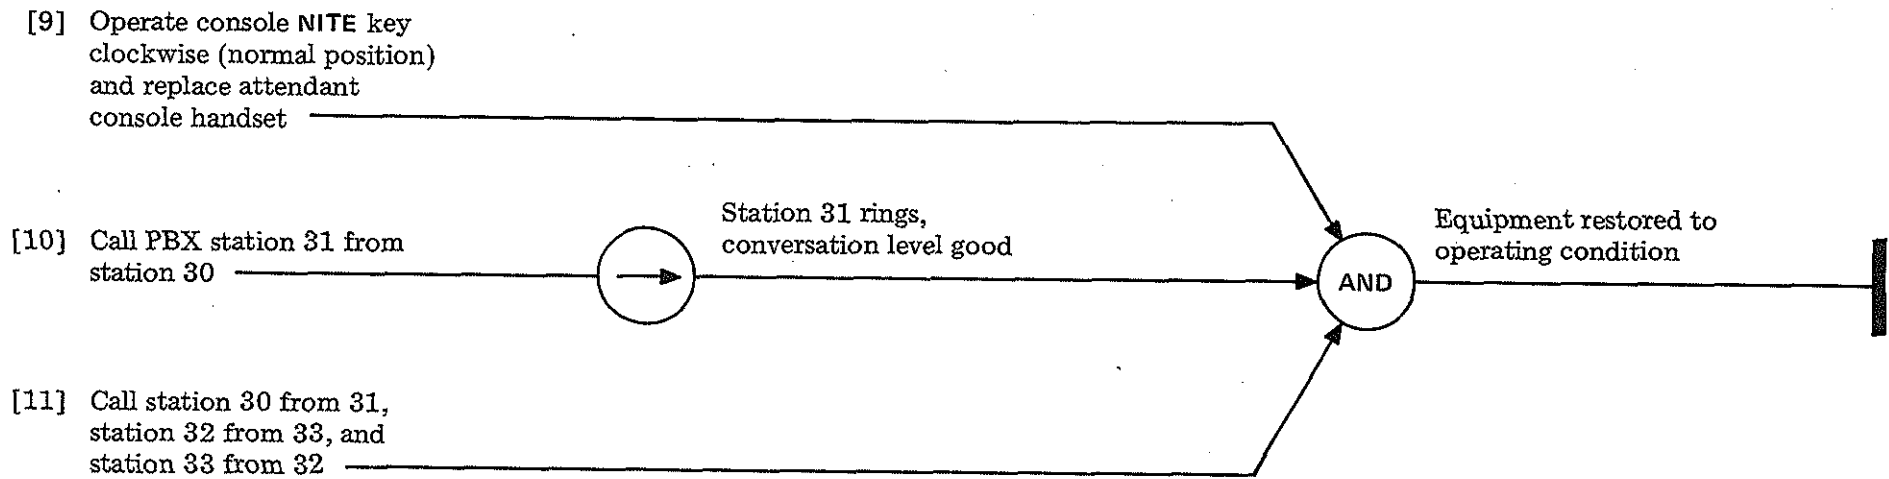 [9] Operate console NITE key
clockwise (normal position)
and replace attendant
console handset
[10] Call PBX station 31 from
station 30
Station 31 rings,
conversation level good
AND
Equipment restored to
operating condition
[11] Call station 30 from 31,
station 32 from 33, and
station 33 from 32